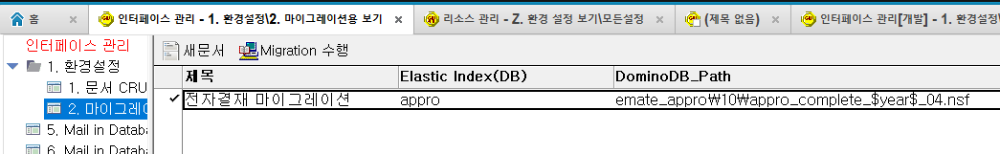 홈
인터페이스 관리 - 1. 환경설정\2. 마이그레이션용 보기
리소스 관리 - Z. 환경 설정 보기\모든설정
(제목 없음)
인터페이스 관리[개발] - 1. 환경설정\
인터페이스 관리
1. 환경설정
1. 문서 CRU
2. 마이그레이
5. Mail in Databa
6. Mail in Databa
새문서
Migration 수행
제목 Elastic Index(DB) DominoDB_Path
전자결재 마이그레이션 appro emate_appro₩10₩appro_complete_$year$_04.nsf